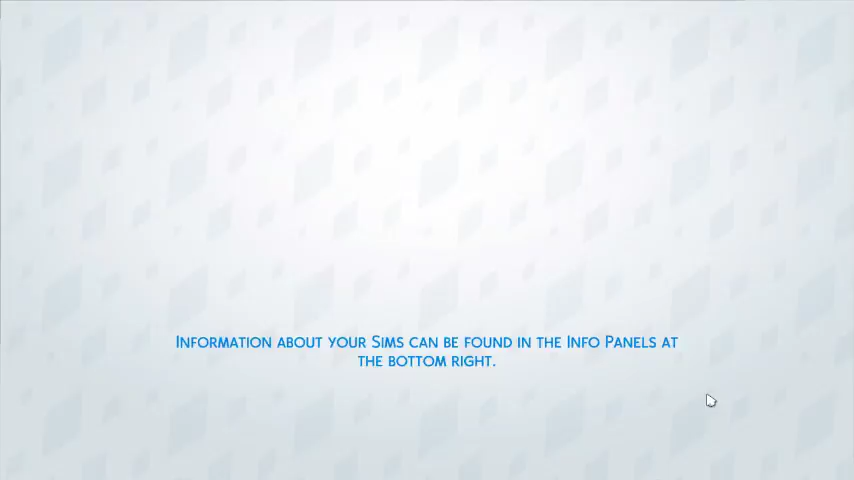 Information about your Sims can be found in the Info Panels at
the bottom right.